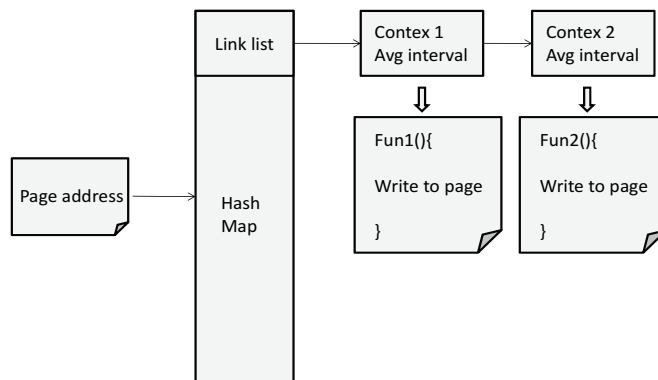 Link list
Contex 1
Avg interval
Contex 2
Avg interval
Fun1(){
Write to page
}
Fun2(){
Write to page
}
Page address
Hash
Map